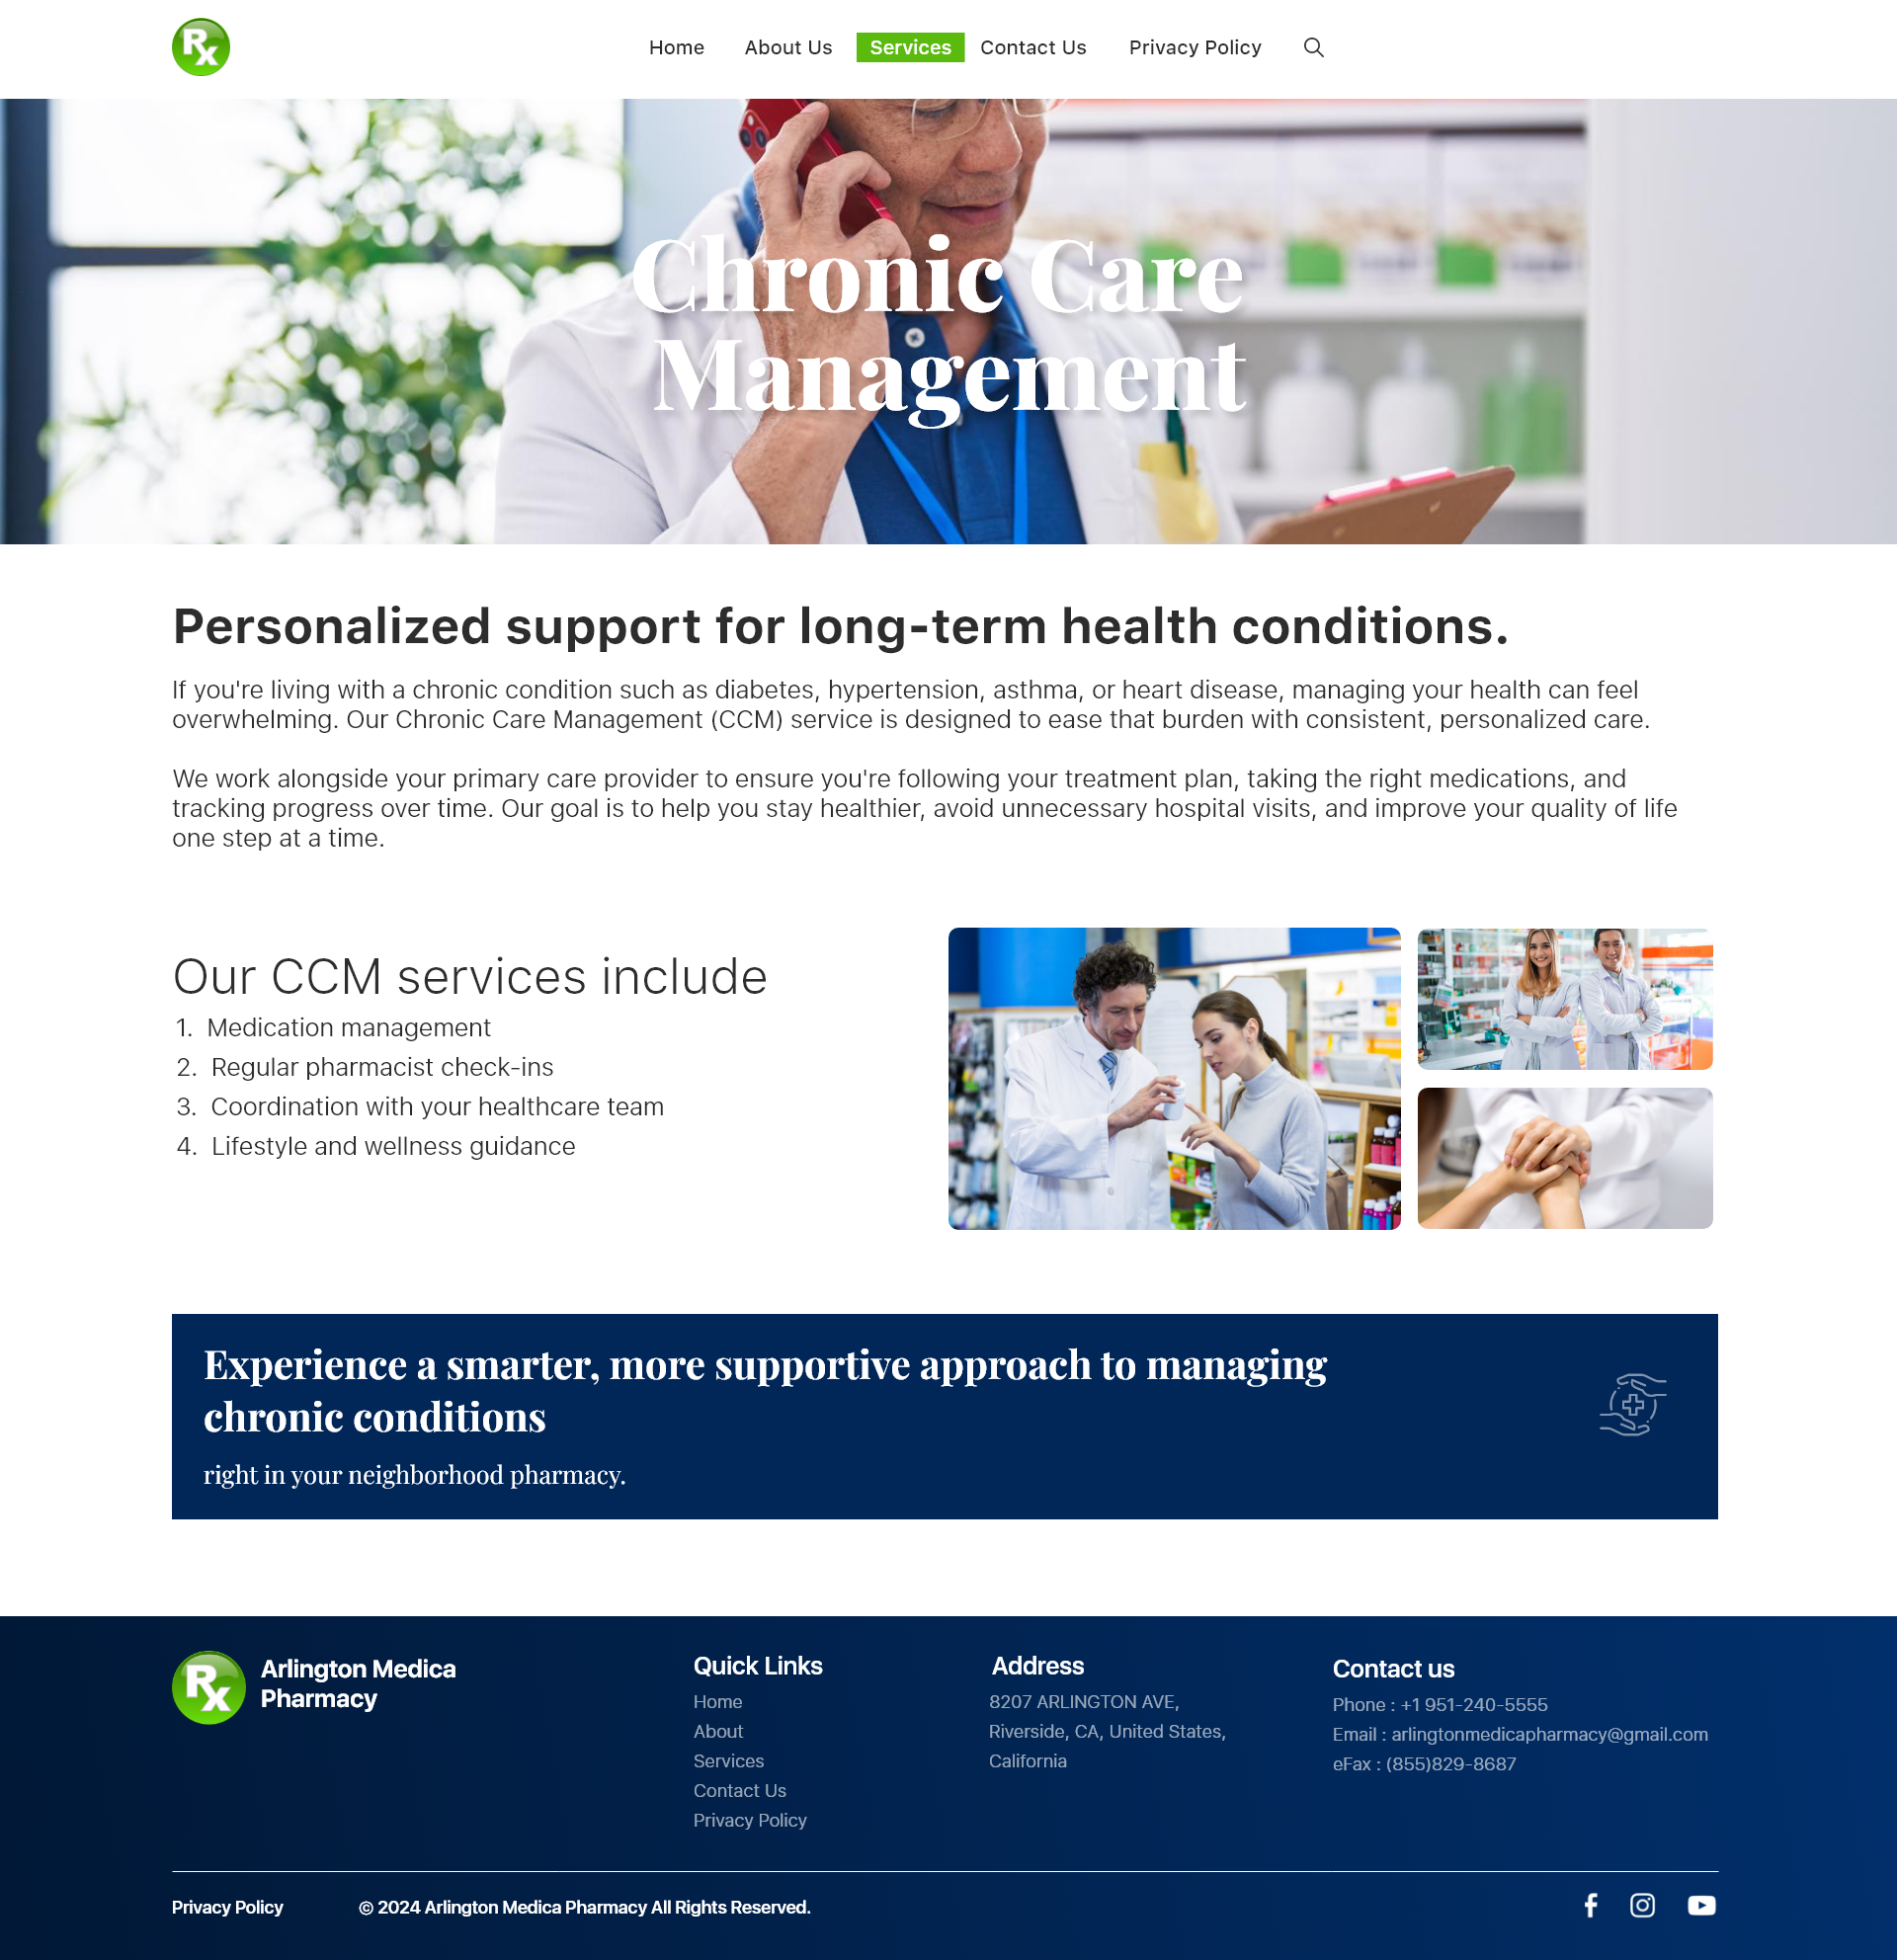 Rx
Home About Us Services Contact Us Privacy Policy
Chronic Care
Management
Personalized support for long-term health conditions.
If you're living with a chronic condition such as diabetes, hypertension, asthma, or heart disease, managing your health can feel
overwhelming. Our Chronic Care Management (CCM) service is designed to ease that burden with consistent, personalized care.
We work alongside your primary care provider to ensure you're following your treatment plan, taking the right medications, and
tracking progress over time. Our goal is to help you stay healthier, avoid unnecessary hospital visits, and improve your quality of life
one step at a time.
Our CCM services include
1. Medication management
2. Regular pharmacist check-ins
3. Coordination with your healthcare team
4. Lifestyle and wellness guidance
Experience a smarter, more supportive approach to managing
chronic conditions
right in your neighborhood pharmacy.
Rx
Arlington Medica
Pharmacy
Quick Links
Home
About
Services
Contact Us
Privacy Policy
Address
8207 ARLINGTON AVE,
Riverside, CA, United States,
California
Contact us
Phone : +1 951-240-5555
Email : arlingtonmedicapharmacy@gmail.com
eFax : (855)829-8687
Privacy Policy © 2024 Arlington Medica Pharmacy All Rights Reserved.